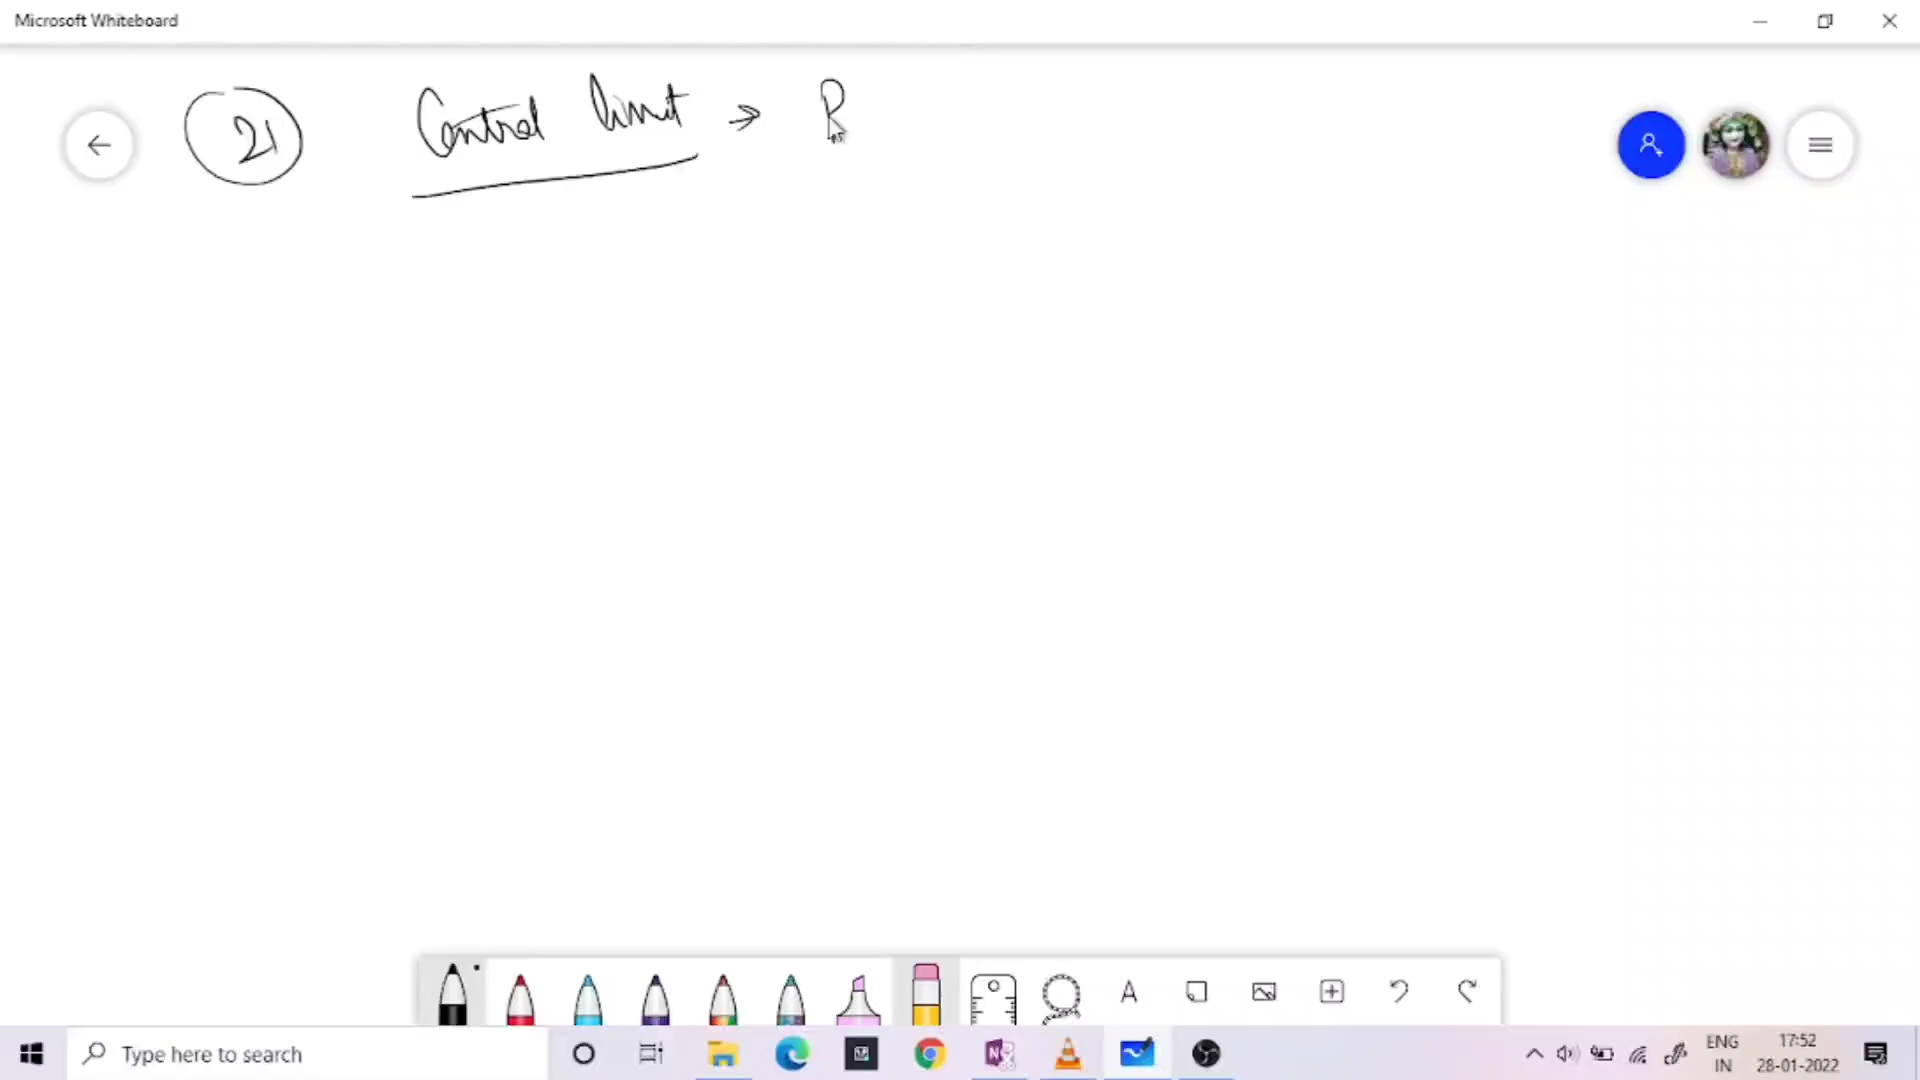 Microsoft Whiteboard
21 Control limit → R
A
Type here to search
ENG
IN
17:52
28-01-2022